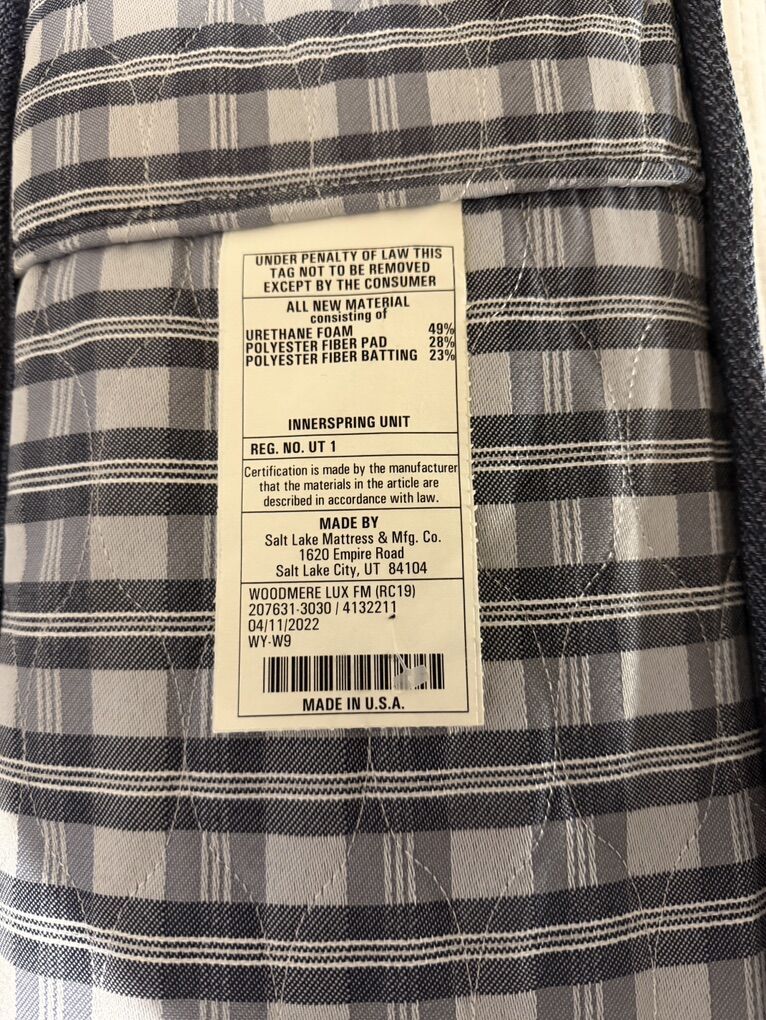 UNDER PENALTY OF LAW THIS
TAG NOT TO BE REMOVED
EXCEPT BY THE CONSUMER
ALL NEW MATERIAL
consisting of
URETHANE FOAM 49%
POLYESTER FIBER PAD 28%
POLYESTER FIBER BATTING 23%
INNERSPRING UNIT
REG. NO. UT 1
Certification is made by the manufacturer
that the materials in the article are
described in accordance with law.
MADE BY
Salt Lake Mattress & Mfg. Co.
1620 Empire Road
Salt Lake City, UT 84104
WOODMERE LUX FM (RC19)
207631-3030 / 4132211
04/11/2022
WY-W9
MADE IN U.S.A.